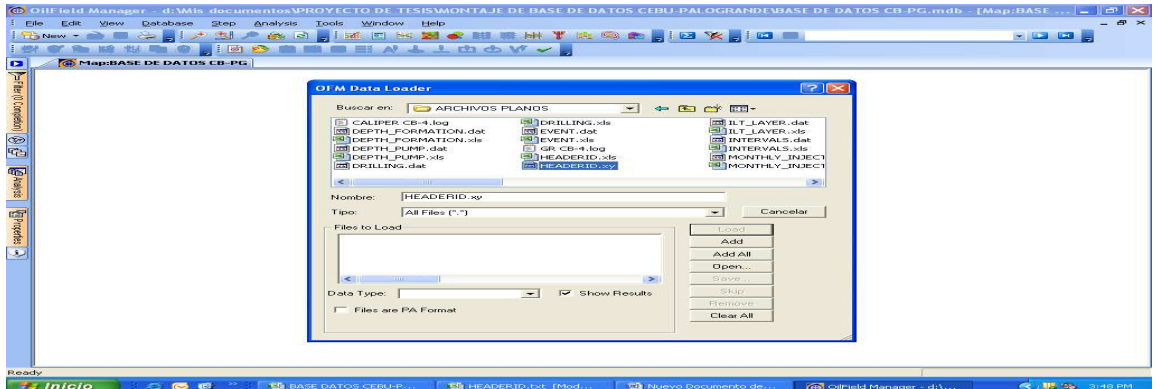 OilField Manager - d:\Mis documentos\PROYECTO DE TESIS\MONTAJE DE BASE DE DATOS CEBU-PALOGRANDE\BASE DE DATOS CB-PG.mdb - [Map:BASE ...
File Edit View Database Step Analysis Tools Window Help
New
Map:BASE DE DATOS CB-PG
Filter (0 Completion)
Analysis
Properties
OFM Data Loader
Buscar en: ARCHIVOS PLANOS
CALIPER CB-4.log DRILLING.xls ILT_LAYER.dat
DEPTH_FORMATION.dat EVENT.dat ILT_LAYER.xls
DEPTH_FORMATION.xls EVENT.xls INTERVALS.dat
DEPTH_PUMP.dat GR CB-4.log INTERVALS.xls
DEPTH_PUMP.xls HEADERID.xls MONTHLY_INJECT
DRILLING.dat HEADERID.xy MONTHLY_INJECT
Nombre: HEADERID.xy
Tipo: All Files (*.*) Cancelar
Files to Load
Load
Add
Add All
Open...
Save...
Skip
Remove
Clear All
Data Type: Show Results
Files are PA Format
Ready
Inicio BASE DATOS CEBU-P... HEADERID.txt [Mod... Nuevo Documento de... OilField Manager - d:\... 3:48 PM